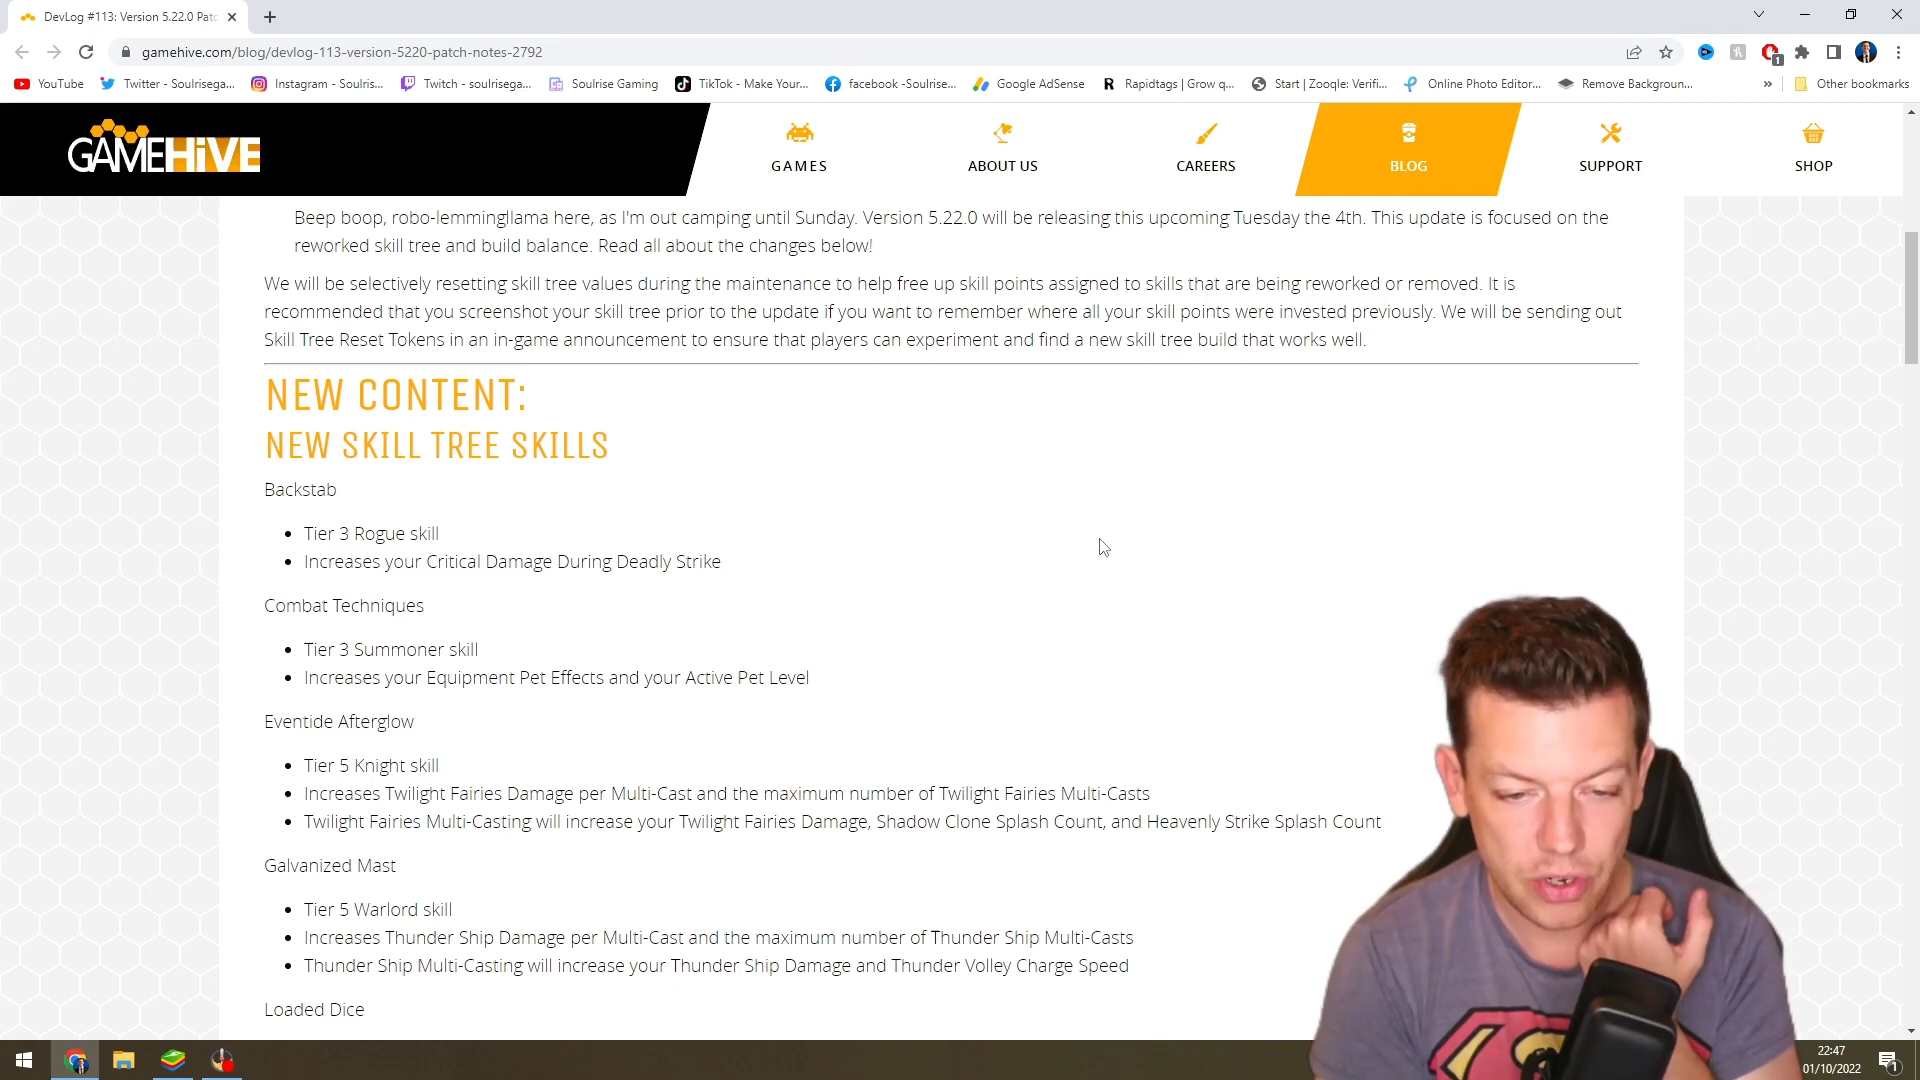 DevLog #113: Version 5.22.0 Patc
gamehive.com/blog/devlog-113-version-5220-patch-notes-2792
1
YouTube
Twitter - Soulrisega...
Instagram - Soulris...
Twitch - soulrisega...
Soulrise Gaming
TikTok - Make Your...
facebook -Soulrise...
Google AdSense
Rapidtags | Grow q...
Start | Zoqle: Verifi...
Online Photo Editor...
Remove Backgroun...
»
Other bookmarks
GAMEHIVE
GAMES
ABOUT US
CAREERS
BLOG
SUPPORT
SHOP
Beep boop, robo-lemmingllama here, as I'm out camping until Sunday. Version 5.22.0 will be releasing this upcoming Tuesday the 4th. This update is focused on the
reworked skill tree and build balance. Read all about the changes below!
We will be selectively resetting skill tree values during the maintenance to help free up skill points assigned to skills that are being reworked or removed. It is
recommended that you screenshot your skill tree prior to the update if you want to remember where all your skill points were invested previously. We will be sending out
Skill Tree Reset Tokens in an in-game announcement to ensure that players can experiment and find a new skill tree build that works well.
NEW CONTENT:
NEW SKILL TREE SKILLS
Backstab
• Tier 3 Rogue skill
• Increases your Critical Damage During Deadly Strike
Combat Techniques
• Tier 3 Summoner skill
• Increases your Equipment Pet Effects and your Active Pet Level
Eventide Afterglow
• Tier 5 Knight skill
• Increases Twilight Fairies Damage per Multi-Cast and the maximum number of Twilight Fairies Multi-Casts
• Twilight Fairies Multi-Casting will increase your Twilight Fairies Damage, Shadow Clone Splash Count, and Heavenly Strike Splash Count
Galvanized Mast
• Tier 5 Warlord skill
• Increases Thunder Ship Damage per Multi-Cast and the maximum number of Thunder Ship Multi-Casts
• Thunder Ship Multi-Casting will increase your Thunder Ship Damage and Thunder Volley Charge Speed
Loaded Dice
22:47
01/10/2022
1